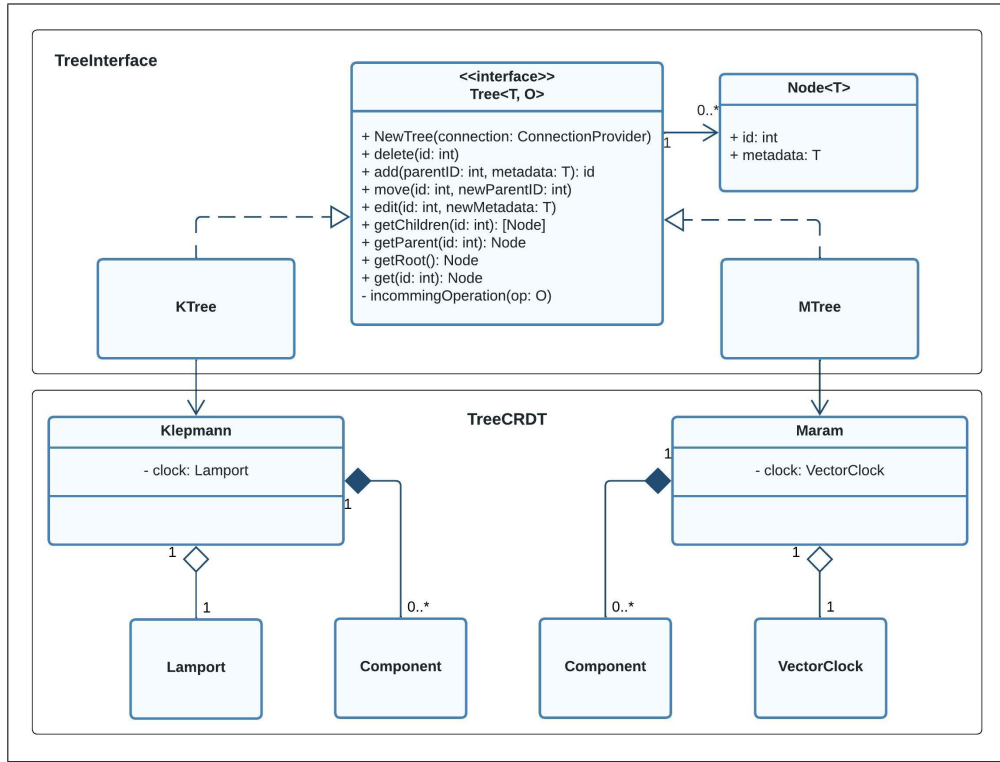 TreeInterface
<<interface>>
Tree<T, O>
+ NewTree(connection: ConnectionProvider)
+ delete(id: int)
+ add(parentID: int, metadata: T): id
+ move(id: int, newParentID: int)
+ edit(id: int, newMetadata: T)
+ getChildren(id: int): [Node]
+ getParent(id: int): Node
+ getRoot(): Node
+ get(id: int): Node
- incommingOperation(op: O)
1
0..*
Node<T>
+ id: int
+ metadata: T
KTree
MTree
TreeCRDT
Klepmann
- clock: Lamport
1
1
1
0..*
Lamport
Component
Maram
- clock: VectorClock
1
1
0..*
1
Component
VectorClock